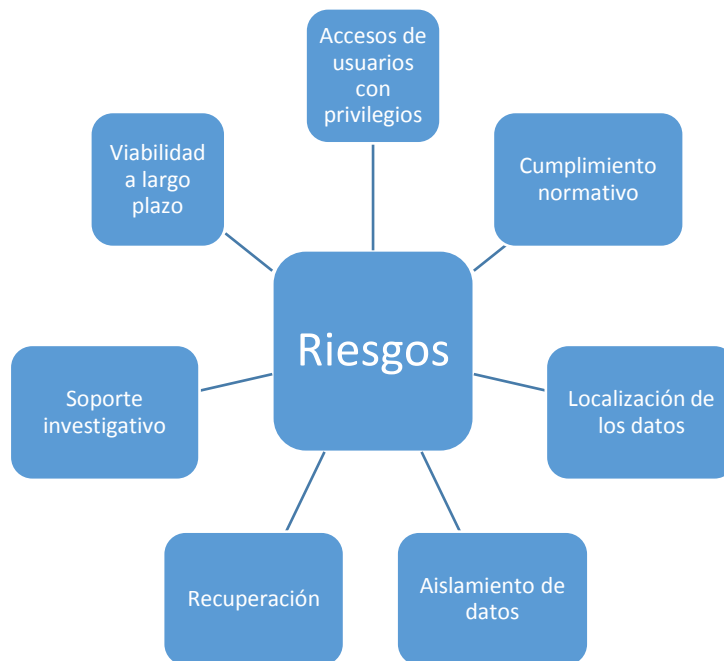 Accesos de
usuarios
con
privilegios
Viabilidad
a largo
plazo
Cumplimiento
normativo
Riesgos
Soporte
investigativo
Localización de
los datos
Recuperación
Aislamiento de
datos